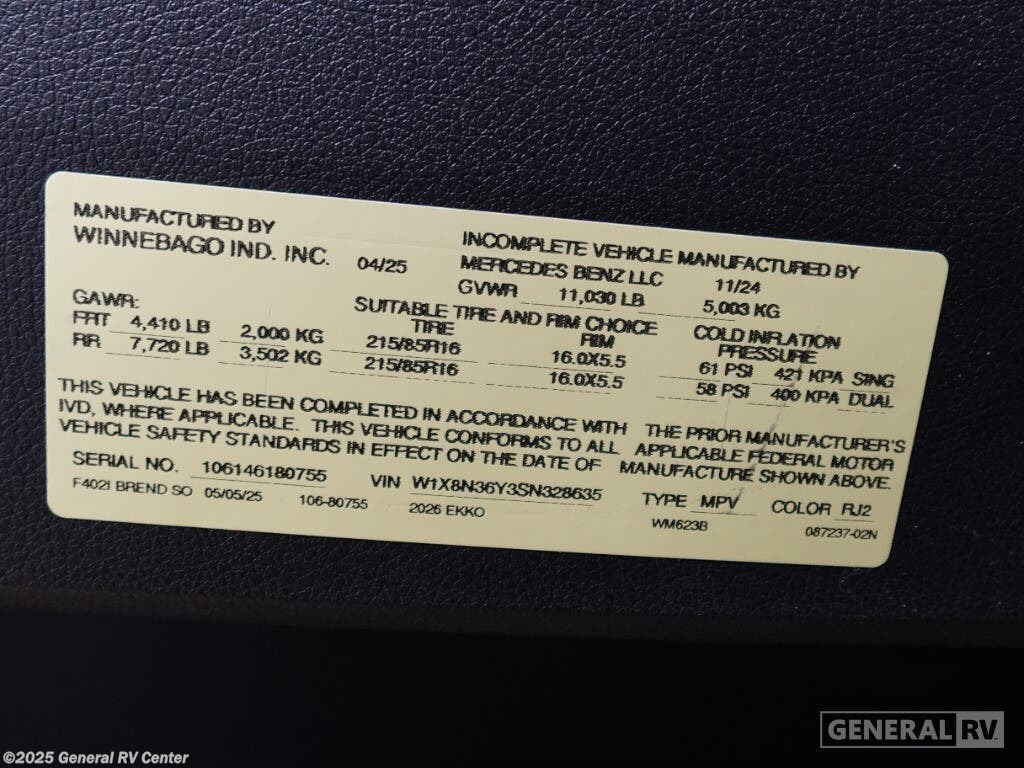 MANUFACTURED BY
WINNEBAGO IND. INC. 04/25
INCOMPLETE VEHICLE MANUFACTURED BY
MERCEDES BENZ LLC 11/24
GVWR 11,030 LB 5,003 KG
GAWR: SUITABLE TIRE AND RIM CHOICE COLD INFLATION
TIRE RIM PRESSURE
FRT 4,410 LB 2,000 KG 215/85R16 16.0X5.5 61 PSI 421 KPA SING
RR 7,720 LB 3,502 KG 215/85R16 16.0X5.5 58 PSI 400 KPA DUAL
THIS VEHICLE HAS BEEN COMPLETED IN ACCORDANCE WITH THE PRIOR MANUFACTURER'S
IVD, WHERE APPLICABLE. THIS VEHICLE CONFORMS TO ALL APPLICABLE FEDERAL MOTOR
VEHICLE SAFETY STANDARDS IN EFFECT ON THE DATE OF MANUFACTURE SHOWN ABOVE.
SERIAL NO. 106146180755 VIN W1X8N36Y3SN328635 TYPE MPV COLOR RJ2
F402I BREND SO 05/05/25 106-80755 2026 EKKO WM623B 087237-02N
GENERAL RV
©2025 General RV Center